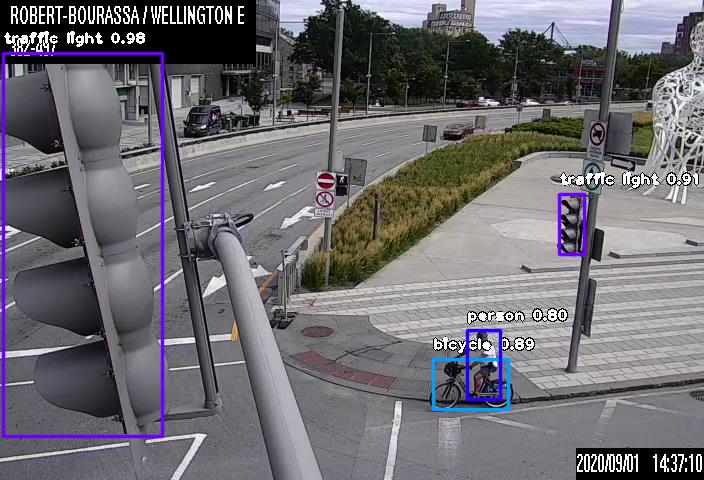 ROBERT-BOURASSA / WELLINGTON E
traffic light 0.98
traffic light 0.91
person 0.80
bicycle 0.89
2020/09/01 14:37:10